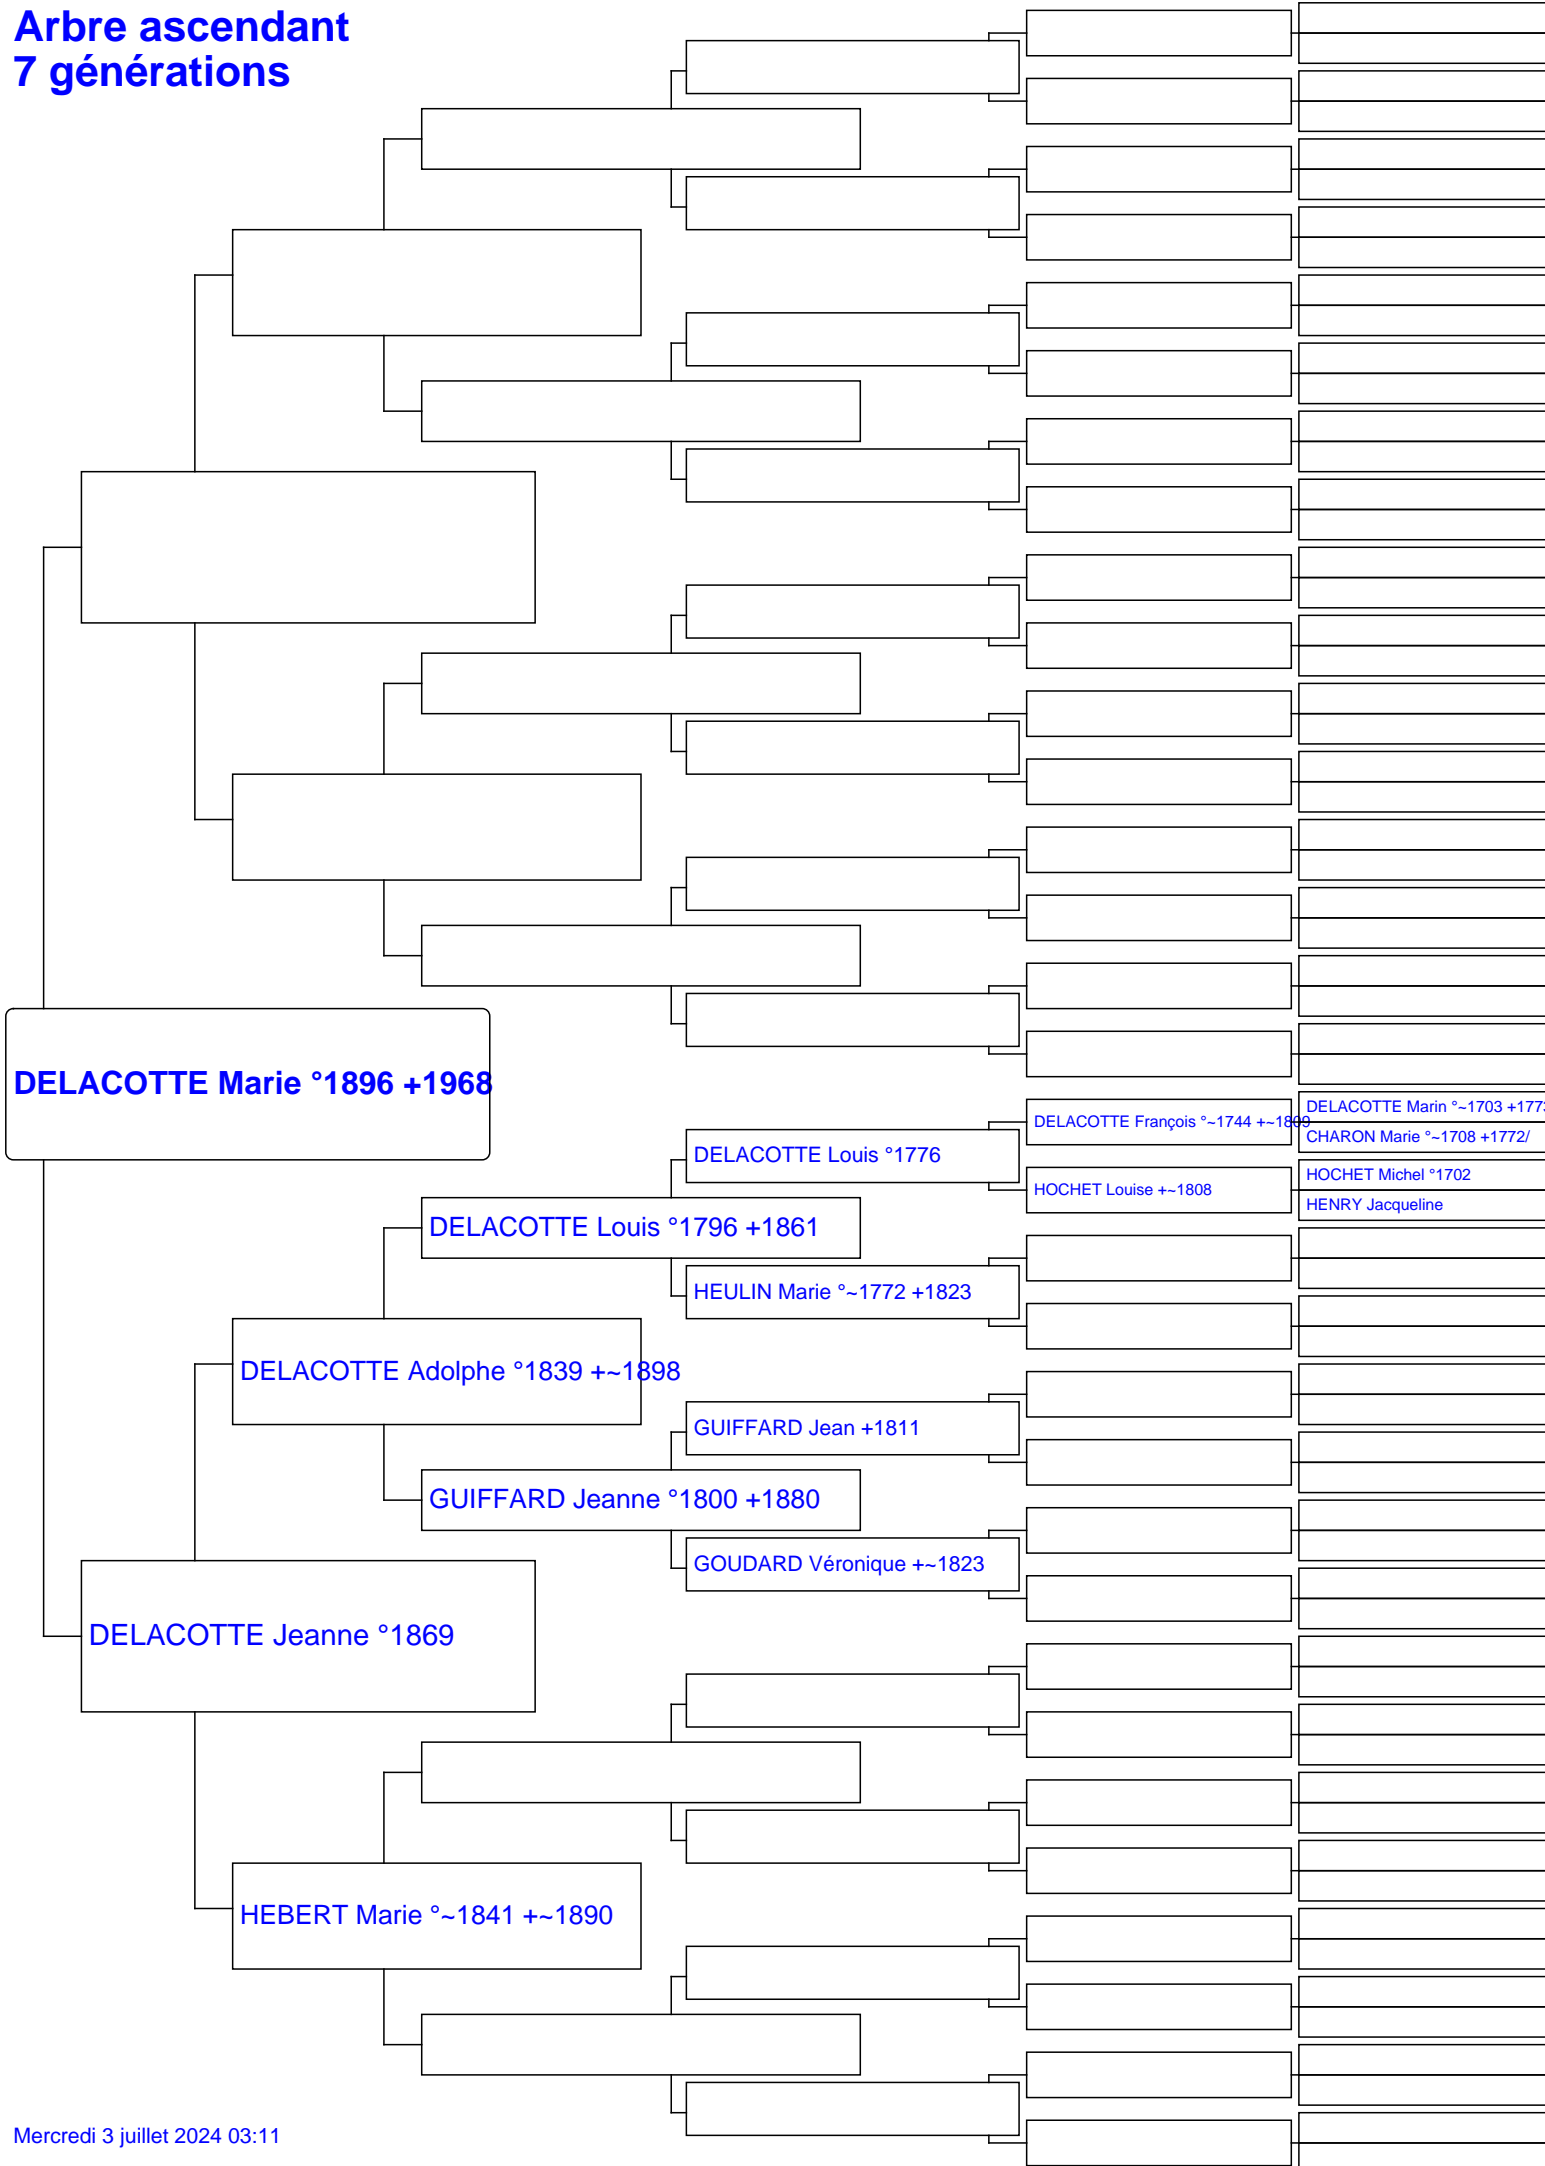 Arbre ascendant
7 générations
DELACOTTE Marie °1896 +1968
DELACOTTE François °~1744 +~1809
DELACOTTE Marin °~1703 +1773
CHARON Marie °~1708 +1772/
DELACOTTE Louis °1776
HOCHET Louise +~1808
HOCHET Michel °1702
HENRY Jacqueline
DELACOTTE Louis °1796 +1861
HEULIN Marie °~1772 +1823
DELACOTTE Adolphe °1839 +~1898
GUIFFARD Jean +1811
GUIFFARD Jeanne °1800 +1880
GOUDARD Véronique +~1823
DELACOTTE Jeanne °1869
HEBERT Marie °~1841 +~1890
Mercredi 3 juillet 2024 03:11